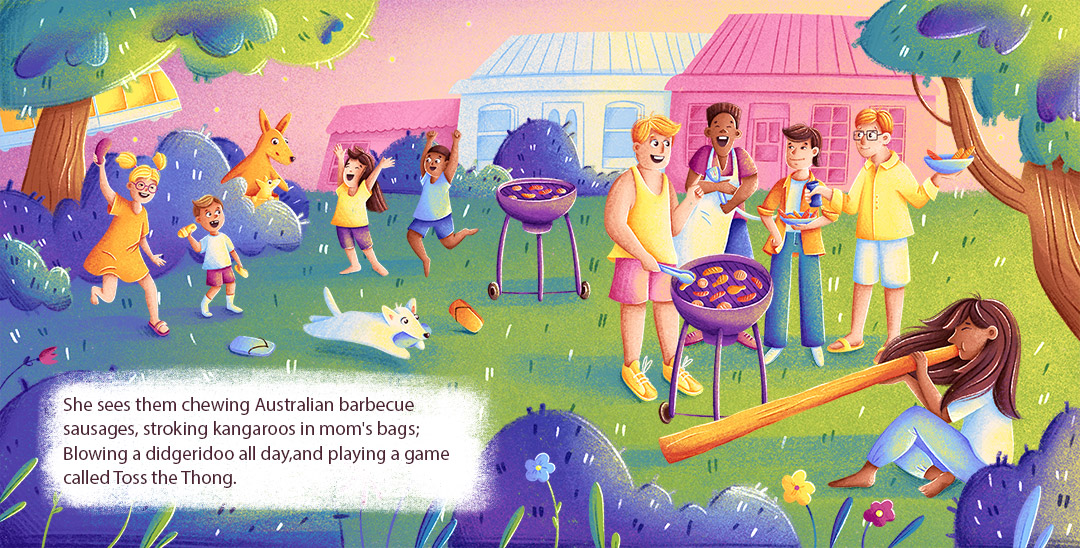 She sees them chewing Australian barbecue
sausages, stroking kangaroos in mom's bags;
Blowing a didgeridoo all day,and playing a game
called Toss the Thong.